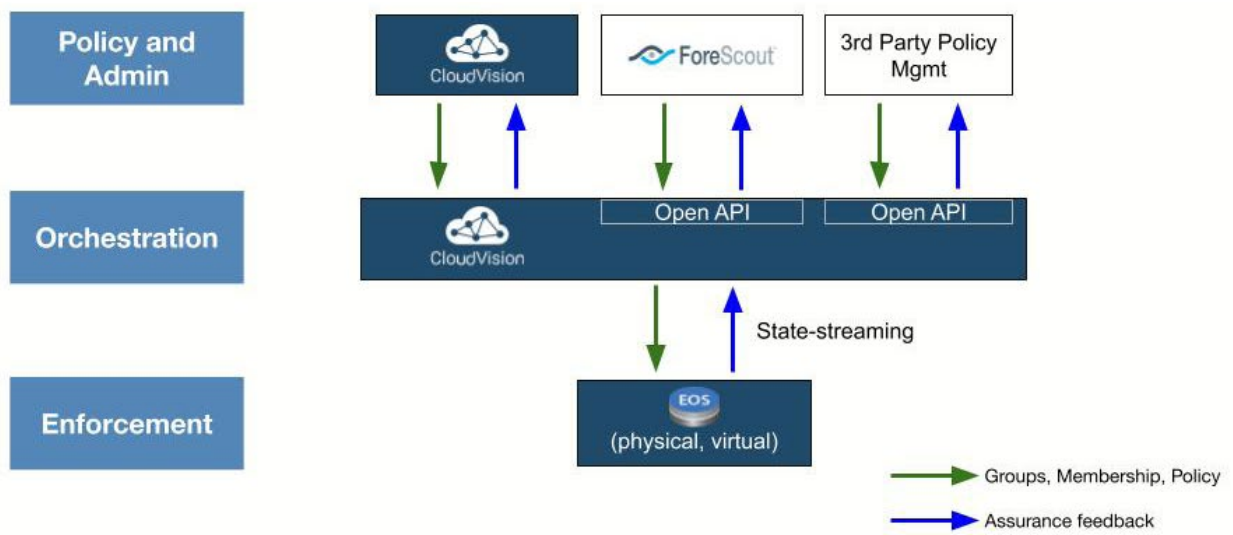 Policy and
Admin
CloudVision
ForeScout
3rd Party Policy
Mgmt
Orchestration
CloudVision
Open API
Open API
State-streaming
Enforcement
EOS
(physical, virtual)
Groups, Membership, Policy
Assurance feedback